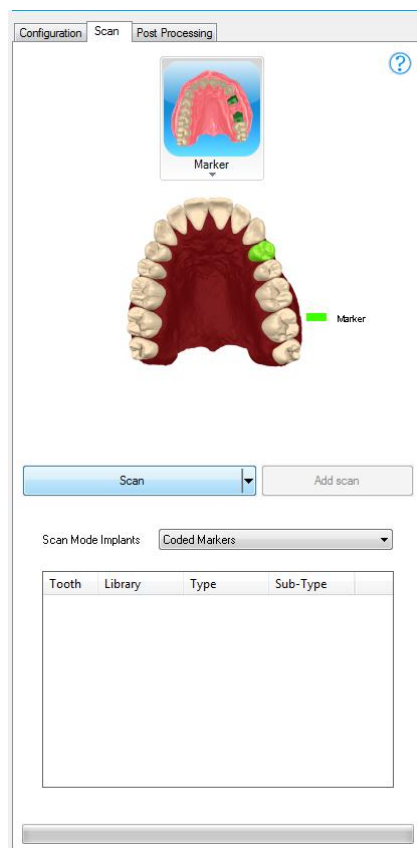 Configuration Scan Post Processing
?
Marker
Marker
Scan Add scan
Scan Mode Implants Coded Markers
Tooth Library Type Sub-Type